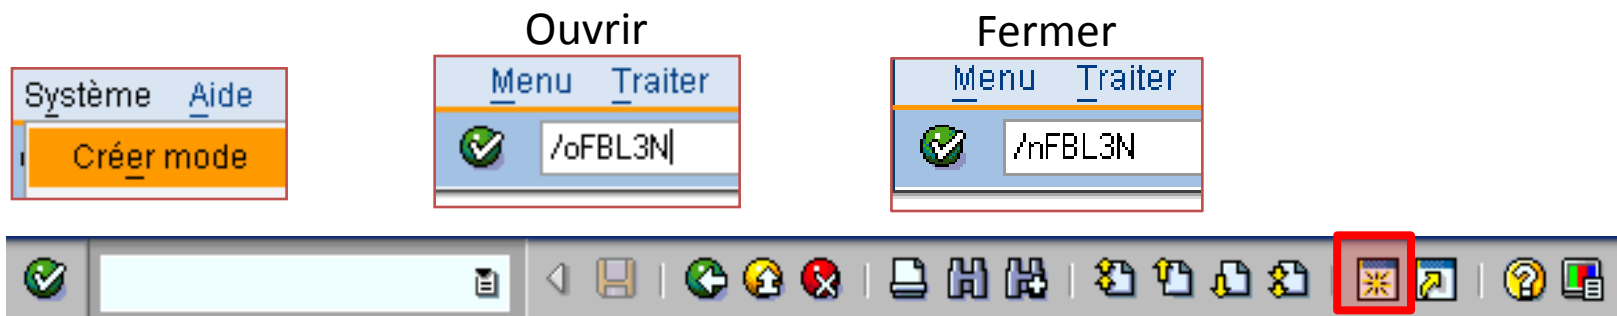 Ouvrir
Fermer
Système Aide
Créer mode
Menu Traiter
/oFBL3N
Menu Traiter
/nFBL3N